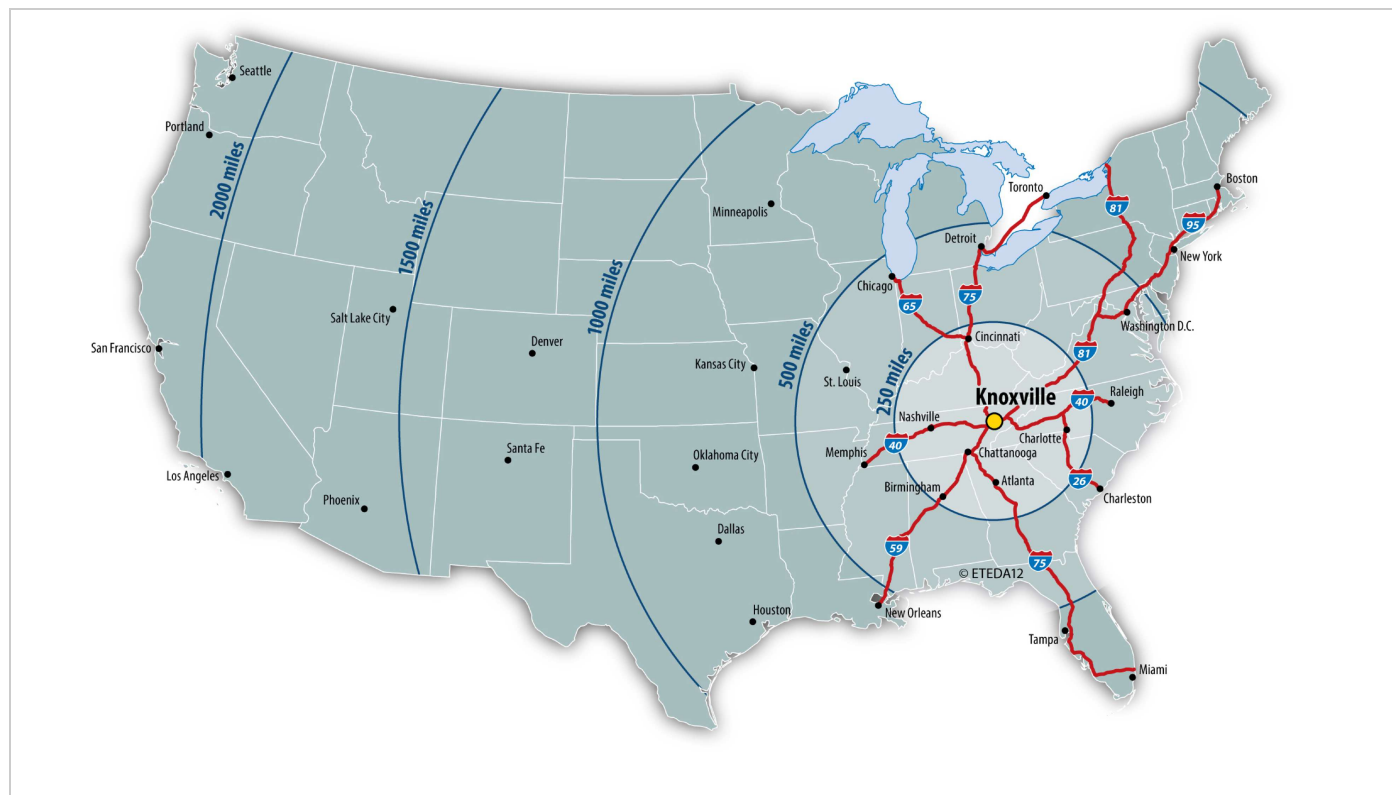 Seattle
Portland
2000 miles
1500 miles
1000 miles
Minneapolis
Toronto
Boston
81
95
Detroit
New York
Chicago
65
75
Salt Lake City
Washington D.C.
San Francisco
Denver
Cincinnati
500 miles
81
Kansas City
St. Louis
250 miles
Knoxville
Raleigh
40
Nashville
Charlotte
40
Santa Fe
Oklahoma City
Memphis
Chattanooga
Los Angeles
Birmingham
Atlanta
26
Charleston
Phoenix
Dallas
59
75
© ETEDA12
Houston
New Orleans
Tampa
Miami